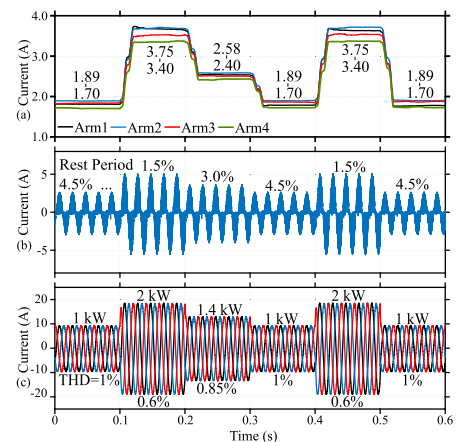 4.0
3.0
2.0
1.0
Current (A)
(a)
1.89
1.70
3.75
3.40
2.58
2.40
1.89
1.70
3.75
3.40
1.89
1.70
Arm1 Arm2 Arm3 Arm4
5
0
-5
Current (A)
(b)
Rest Period
4.5% ...
1.5%
3.0%
4.5%
1.5%
4.5%
20
10
0
-10
-20
Current (A)
(c)
1 kW
2 kW
1.4 kW
1 kW
2 kW
1 kW
THD=1%
0.6%
0.85%
1%
0.6%
1%
0 0.1 0.2 0.3 0.4 0.5 0.6
Time (s)